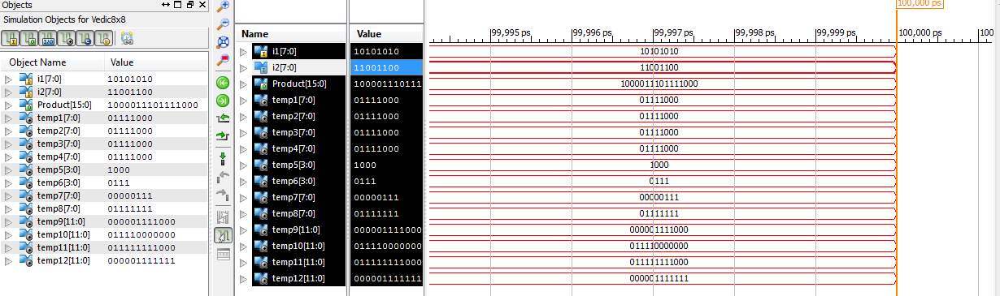 Objects
Simulation Objects for Vedic8x8
Object Name Value
i1[7:0] 10101010
i2[7:0] 11001100
Product[15:0] 1000011101111000
temp1[7:0] 01111000
temp2[7:0] 01111000
temp3[7:0] 01111000
temp4[7:0] 01111000
temp5[3:0] 1000
temp6[3:0] 0111
temp7[7:0] 00000111
temp8[7:0] 01111111
temp9[11:0] 000001111000
temp10[11:0] 011110000000
temp11[11:0] 011111111000
temp12[11:0] 000001111111
100,000 ps
Name Value
99,995 ps 99,996 ps 99,997 ps 99,998 ps 99,999 ps 100,000 ps 100
i1[7:0] 10101010 10101010
i2[7:0] 11001100 11001100
Product[15:0] 100001110111 1000011101111000
temp1[7:0] 01111000 01111000
temp2[7:0] 01111000 01111000
temp3[7:0] 01111000 01111000
temp4[7:0] 01111000 01111000
temp5[3:0] 1000 1000
temp6[3:0] 0111 0111
temp7[7:0] 00000111 00000111
temp8[7:0] 01111111 01111111
temp9[11:0] 000001111000 000001111000
temp10[11:0] 011110000000 011110000000
temp11[11:0] 011111111000 011111111000
temp12[11:0] 000001111111 000001111111